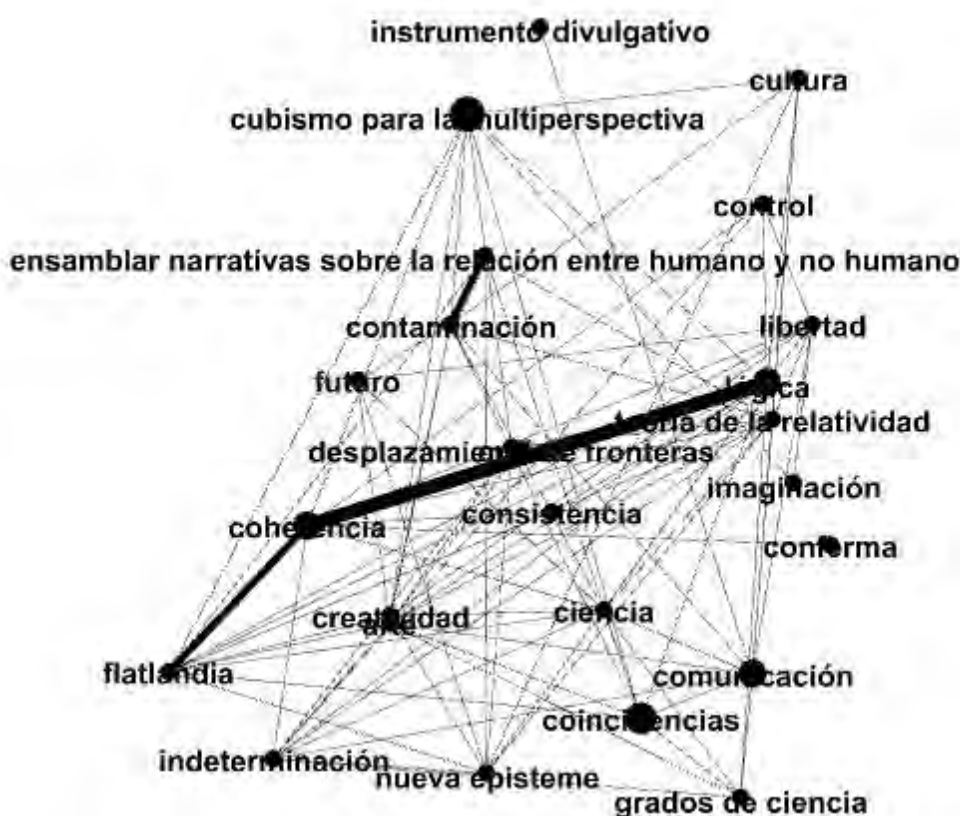 instrumento divulgativo
cultura
cubismo para la multiperspectiva
control
ensamblar narrativas sobre la relación entre humano y no humano
contaminación
libertad
futuro
lógica
teoría de la relatividad
desplazamiento de fronteras
imaginación
coherencia
consistencia
conferma
creatividad
ciencia
arte
flatlandia
comunicación
coincidencias
indeterminación
nueva episteme
grados de ciencia